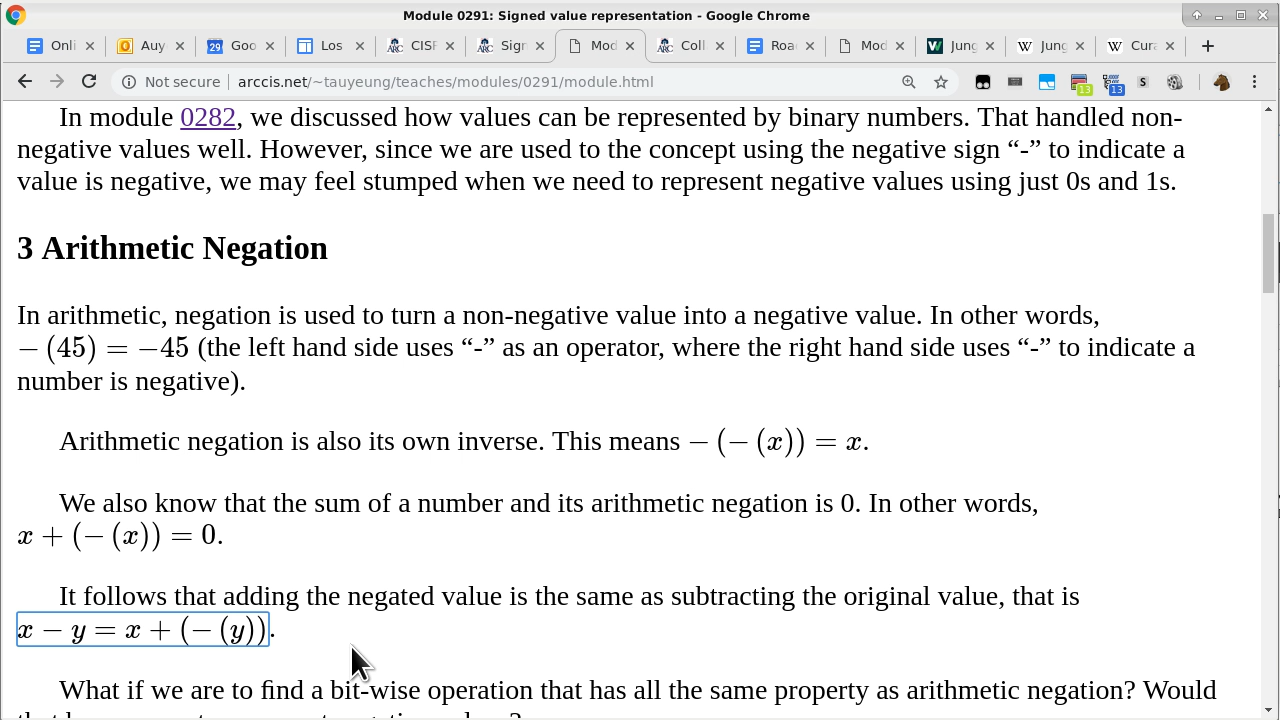 Module 0291: Signed value representation - Google Chrome
Onli Auy Goo Los CISF Sign Mod Coll Roa Mod Jung Jung Cura
29
Not secure arccis.net/~tauyeung/teaches/modules/0291/module.html 13 13 S
In module 0282, we discussed how values can be represented by binary numbers. That handled non-
negative values well. However, since we are used to the concept using the negative sign “-” to indicate a
value is negative, we may feel stumped when we need to represent negative values using just 0s and 1s.
3 Arithmetic Negation
In arithmetic, negation is used to turn a non-negative value into a negative value. In other words,
− (45) = −45 (the left hand side uses “-” as an operator, where the right hand side uses “-” to indicate a
number is negative).
Arithmetic negation is also its own inverse. This means − (− (x)) = x.
We also know that the sum of a number and its arithmetic negation is 0. In other words,
x + (− (x)) = 0.
It follows that adding the negated value is the same as subtracting the original value, that is
x − y = x + (− (y)).
What if we are to find a bit-wise operation that has all the same property as arithmetic negation? Would